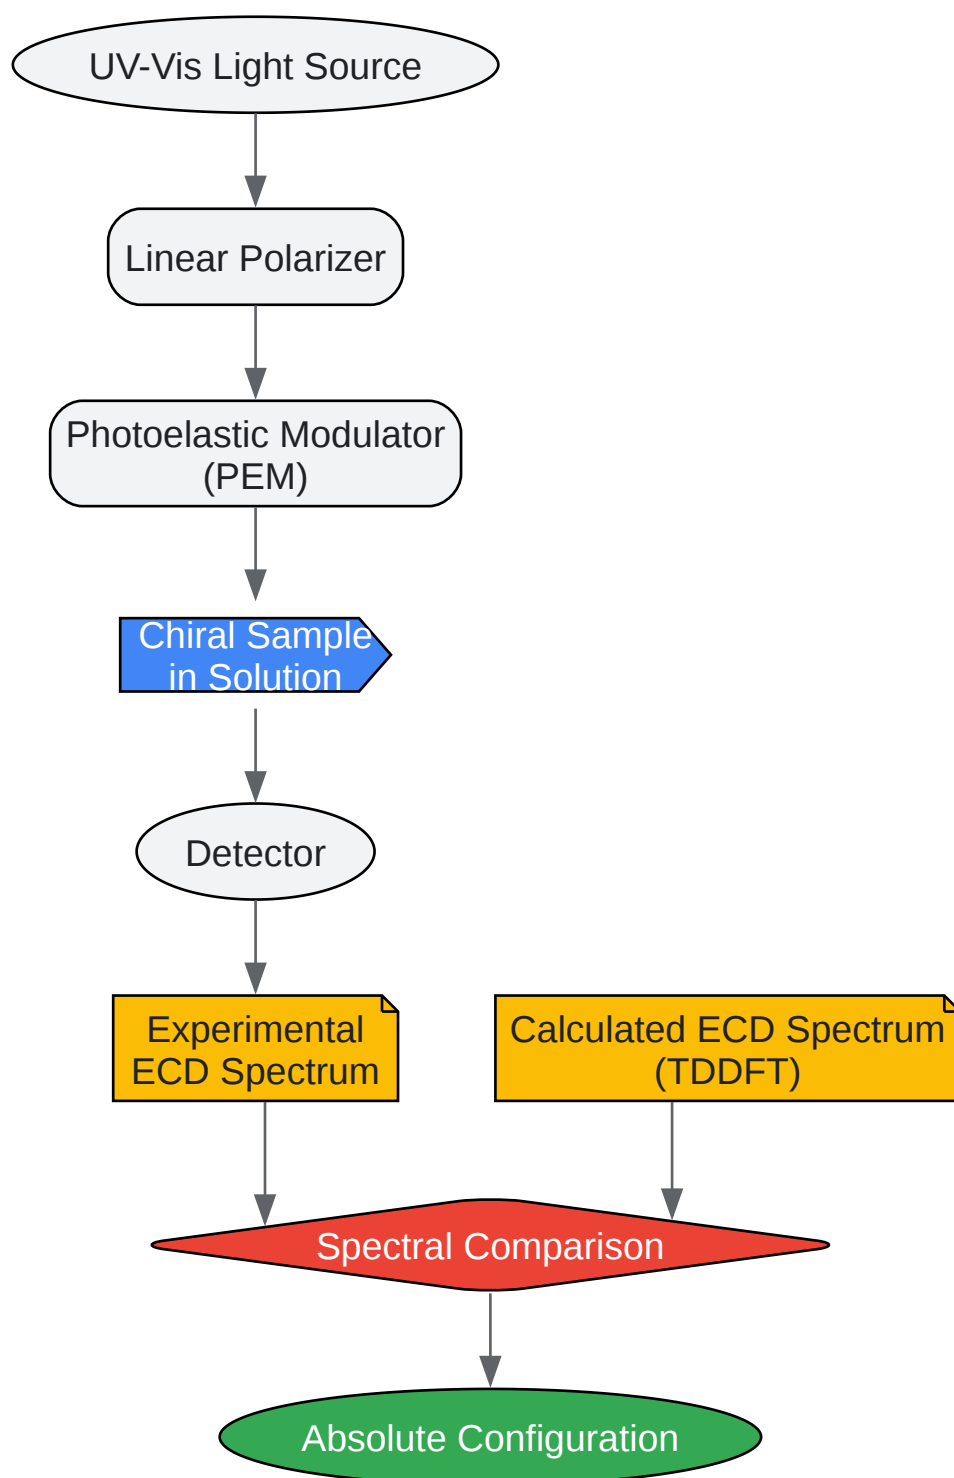 UV-Vis Light Source
Linear Polarizer
Photoelastic Modulator
(PEM)
Chiral Sample
in Solution
Detector
Experimental
ECD Spectrum
Calculated ECD Spectrum
(TDDFT)
Spectral Comparison
Absolute Configuration